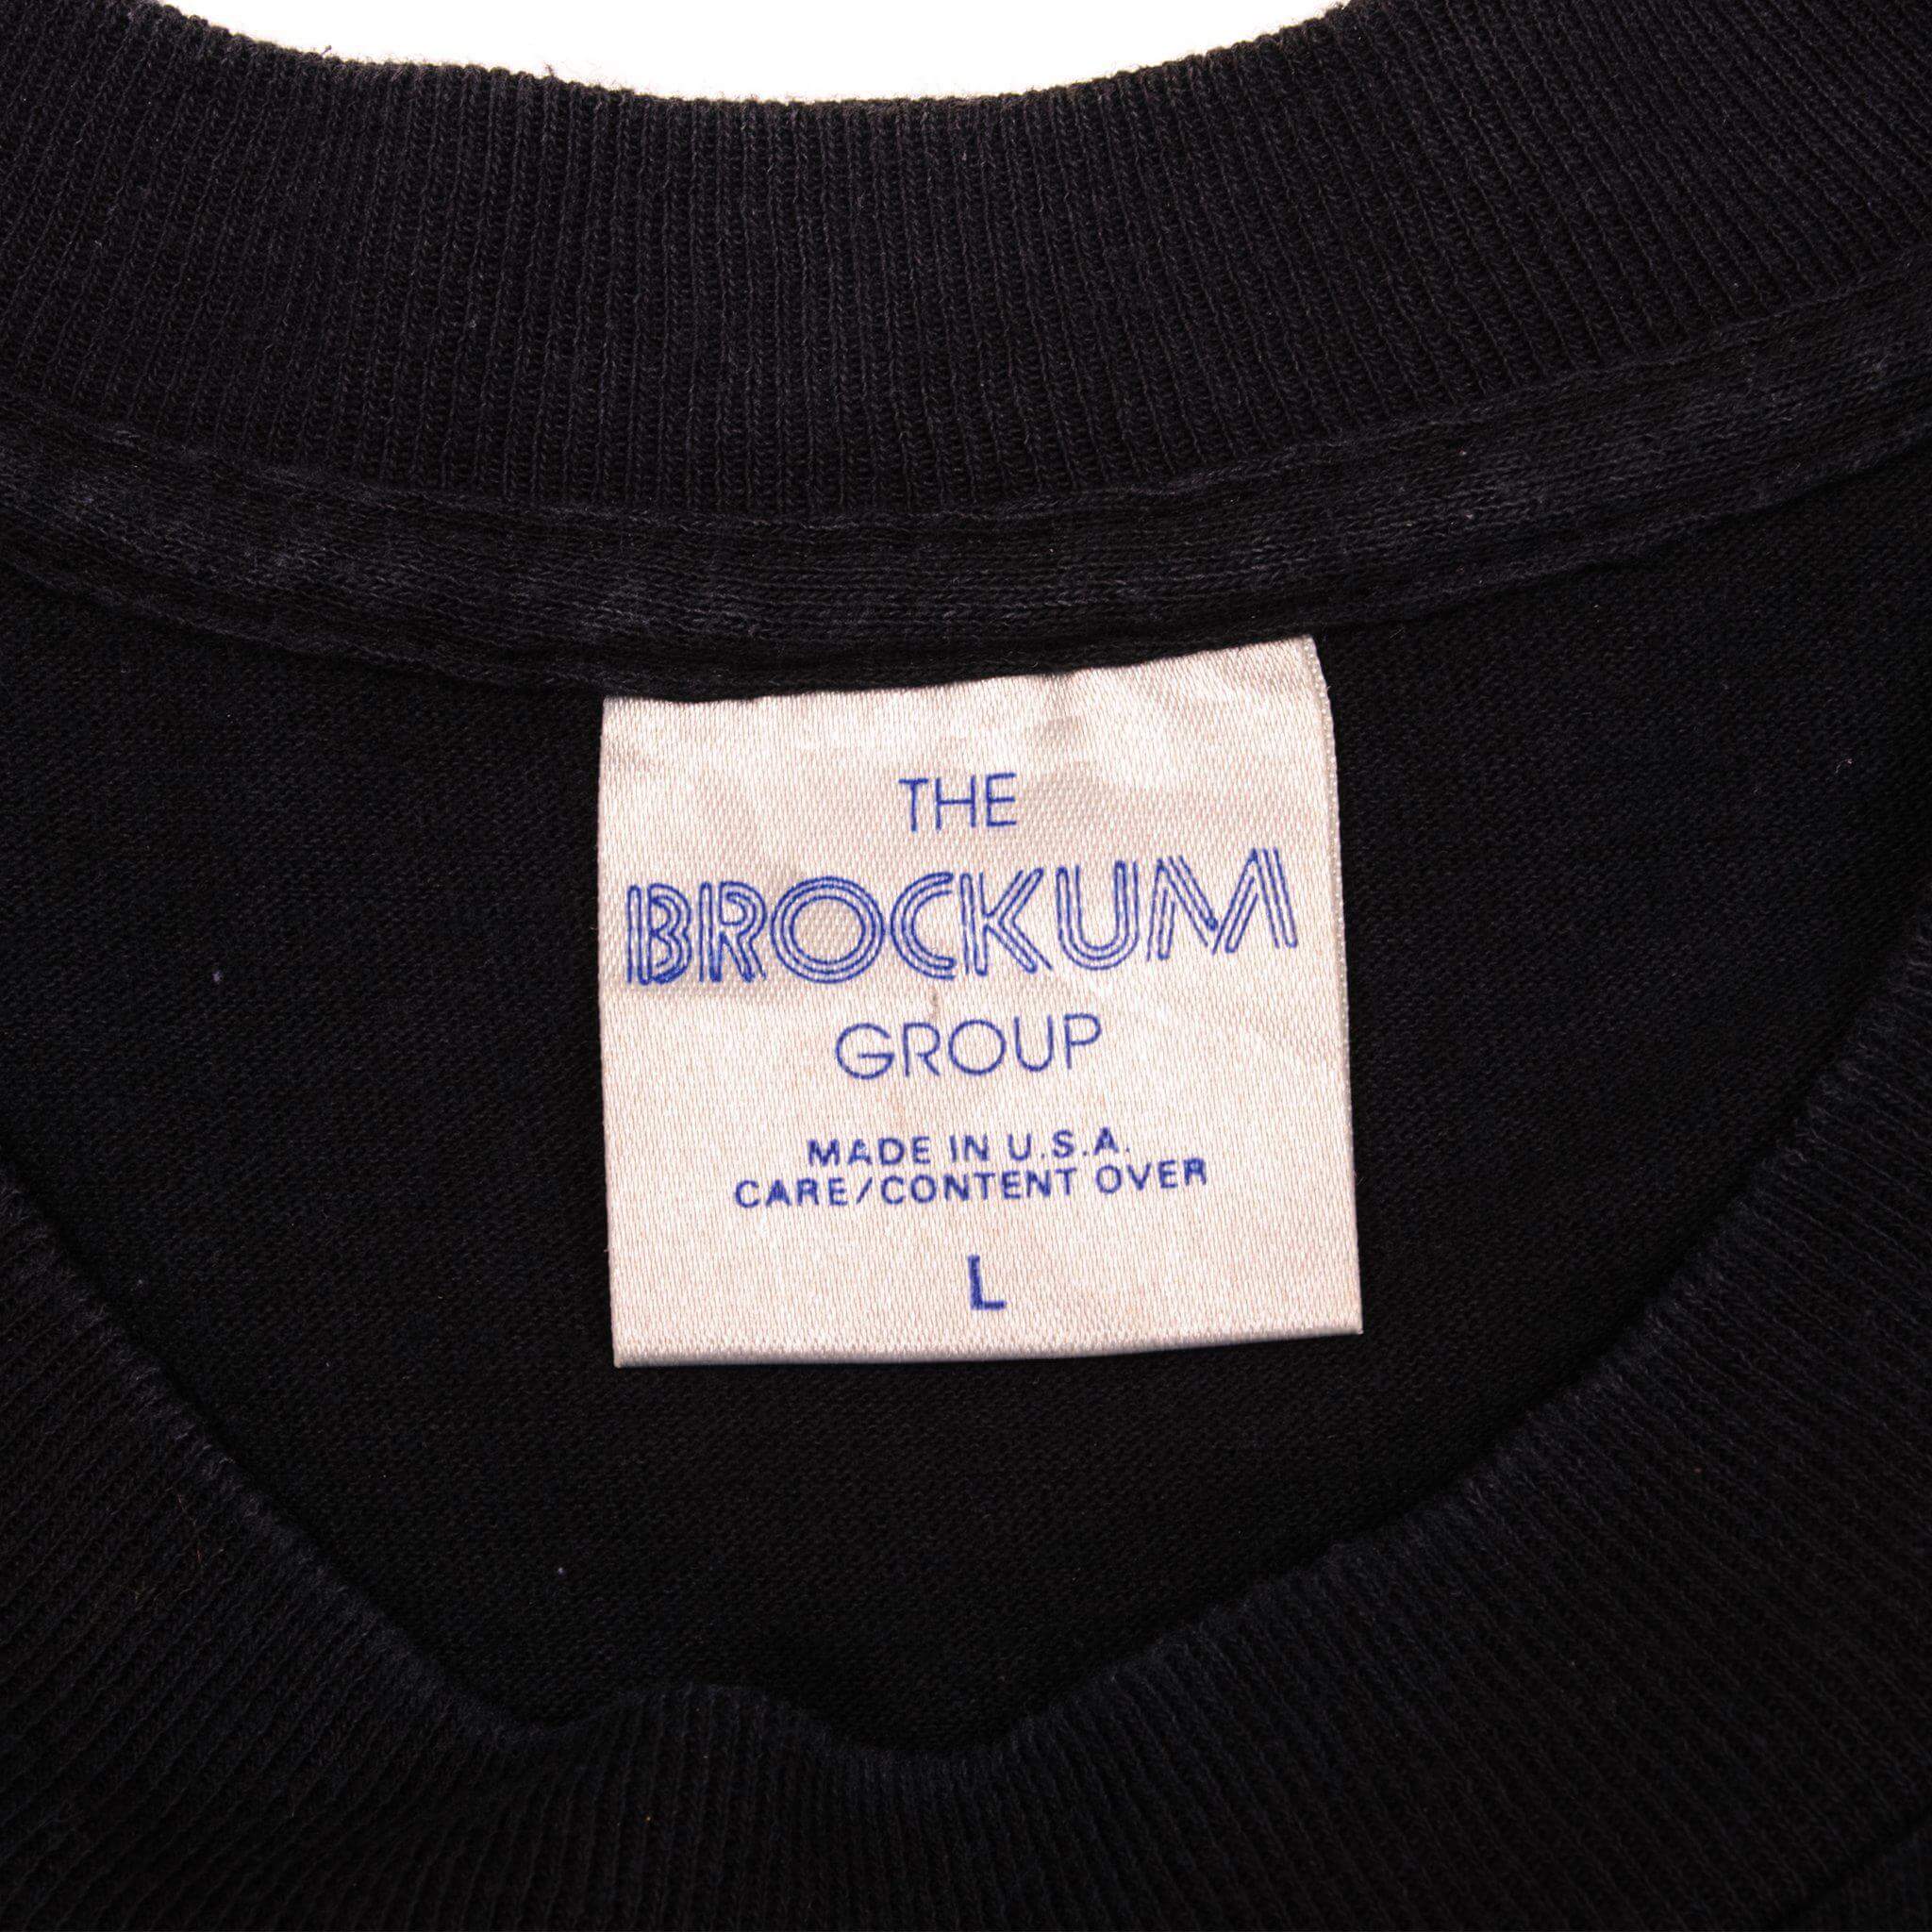 THE
BROCKUM
GROUP
MADE IN U.S.A.
CARE/CONTENT OVER
L